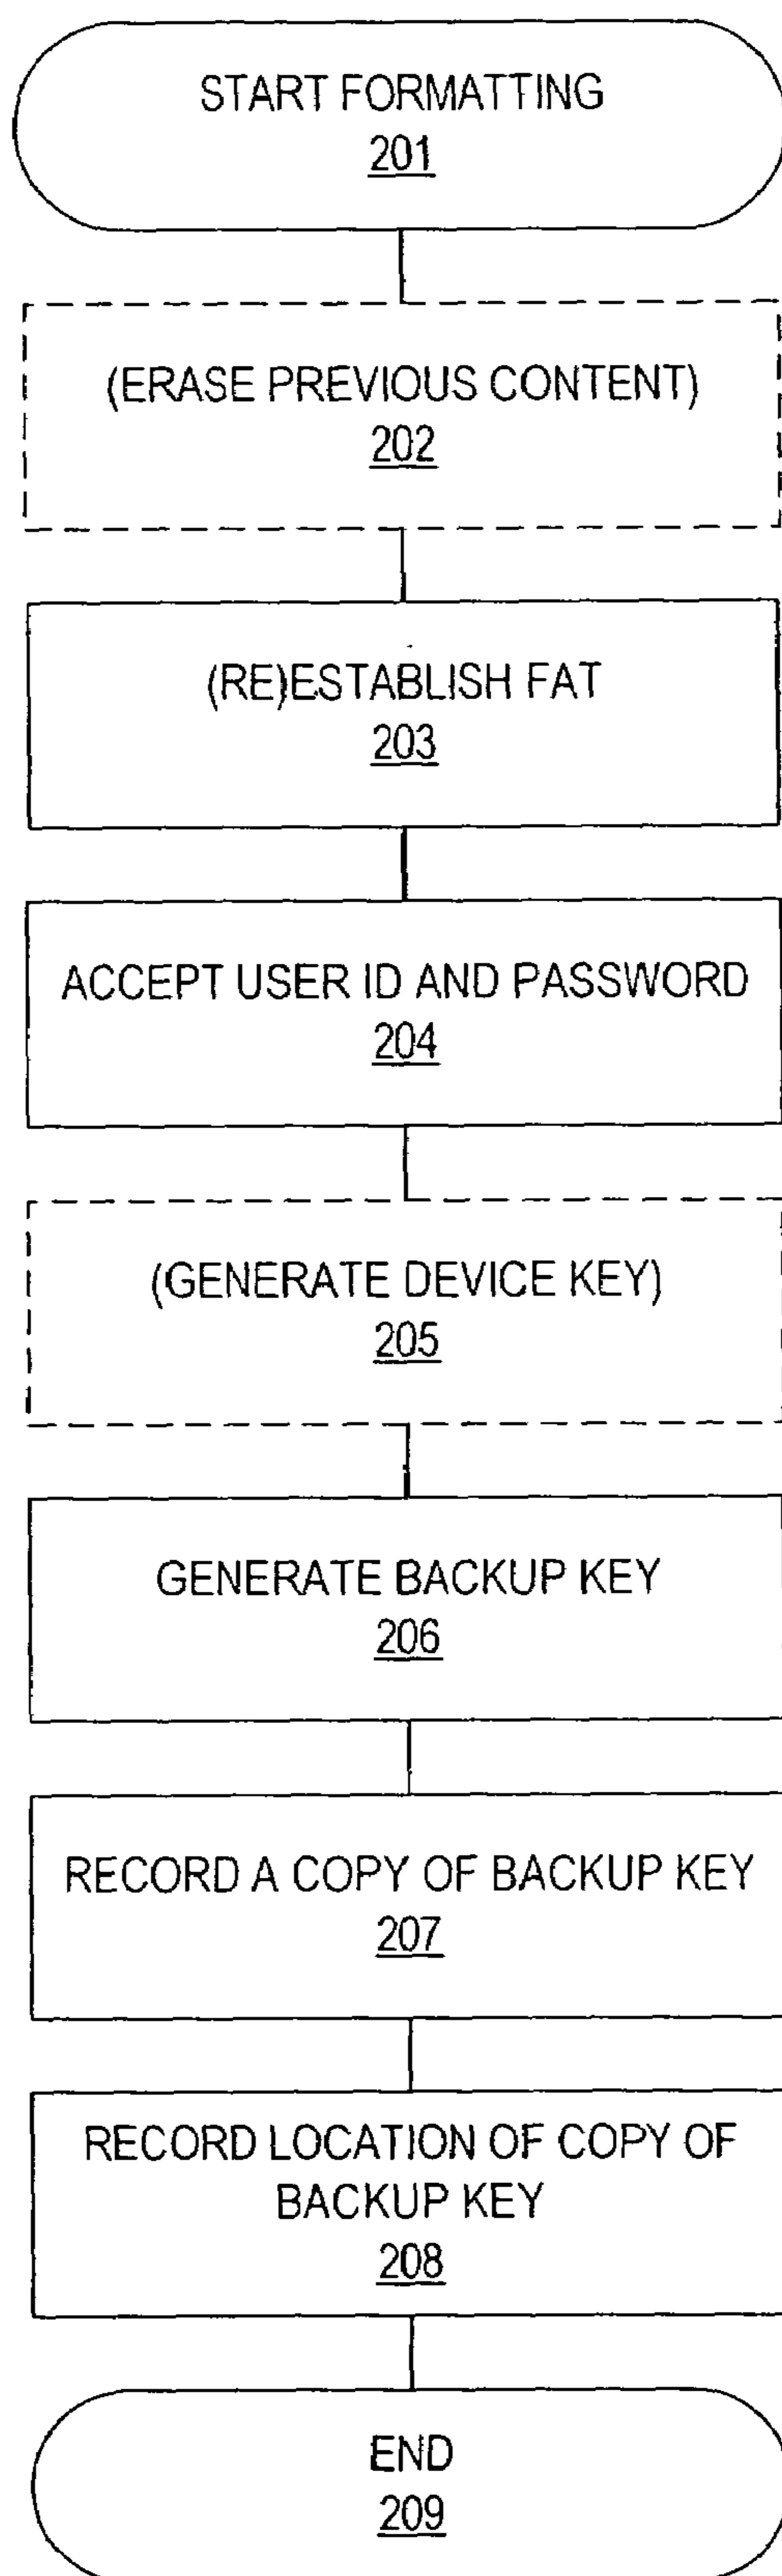 START FORMATTING
201
(ERASE PREVIOUS CONTENT)
202
(RE)ESTABLISH FAT
203
ACCEPT USER ID AND PASSWORD
204
(GENERATE DEVICE KEY)
205
GENERATE BACKUP KEY
206
RECORD A COPY OF BACKUP KEY
207
RECORD LOCATION OF COPY OF
BACKUP KEY
208
END
209